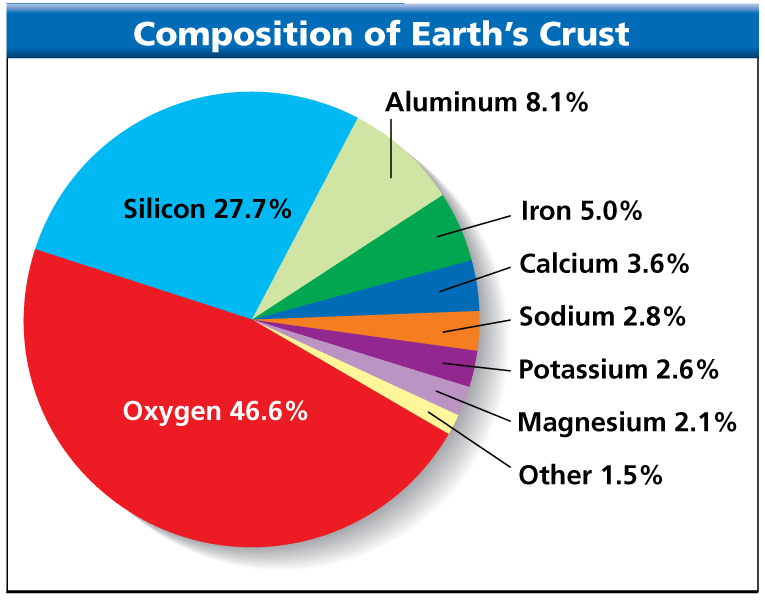 Composition of Earth's Crust
Aluminum 8.1%
Silicon 27.7%
Iron 5.0%
Calcium 3.6%
Sodium 2.8%
Potassium 2.6%
Oxygen 46.6%
Magnesium 2.1%
Other 1.5%